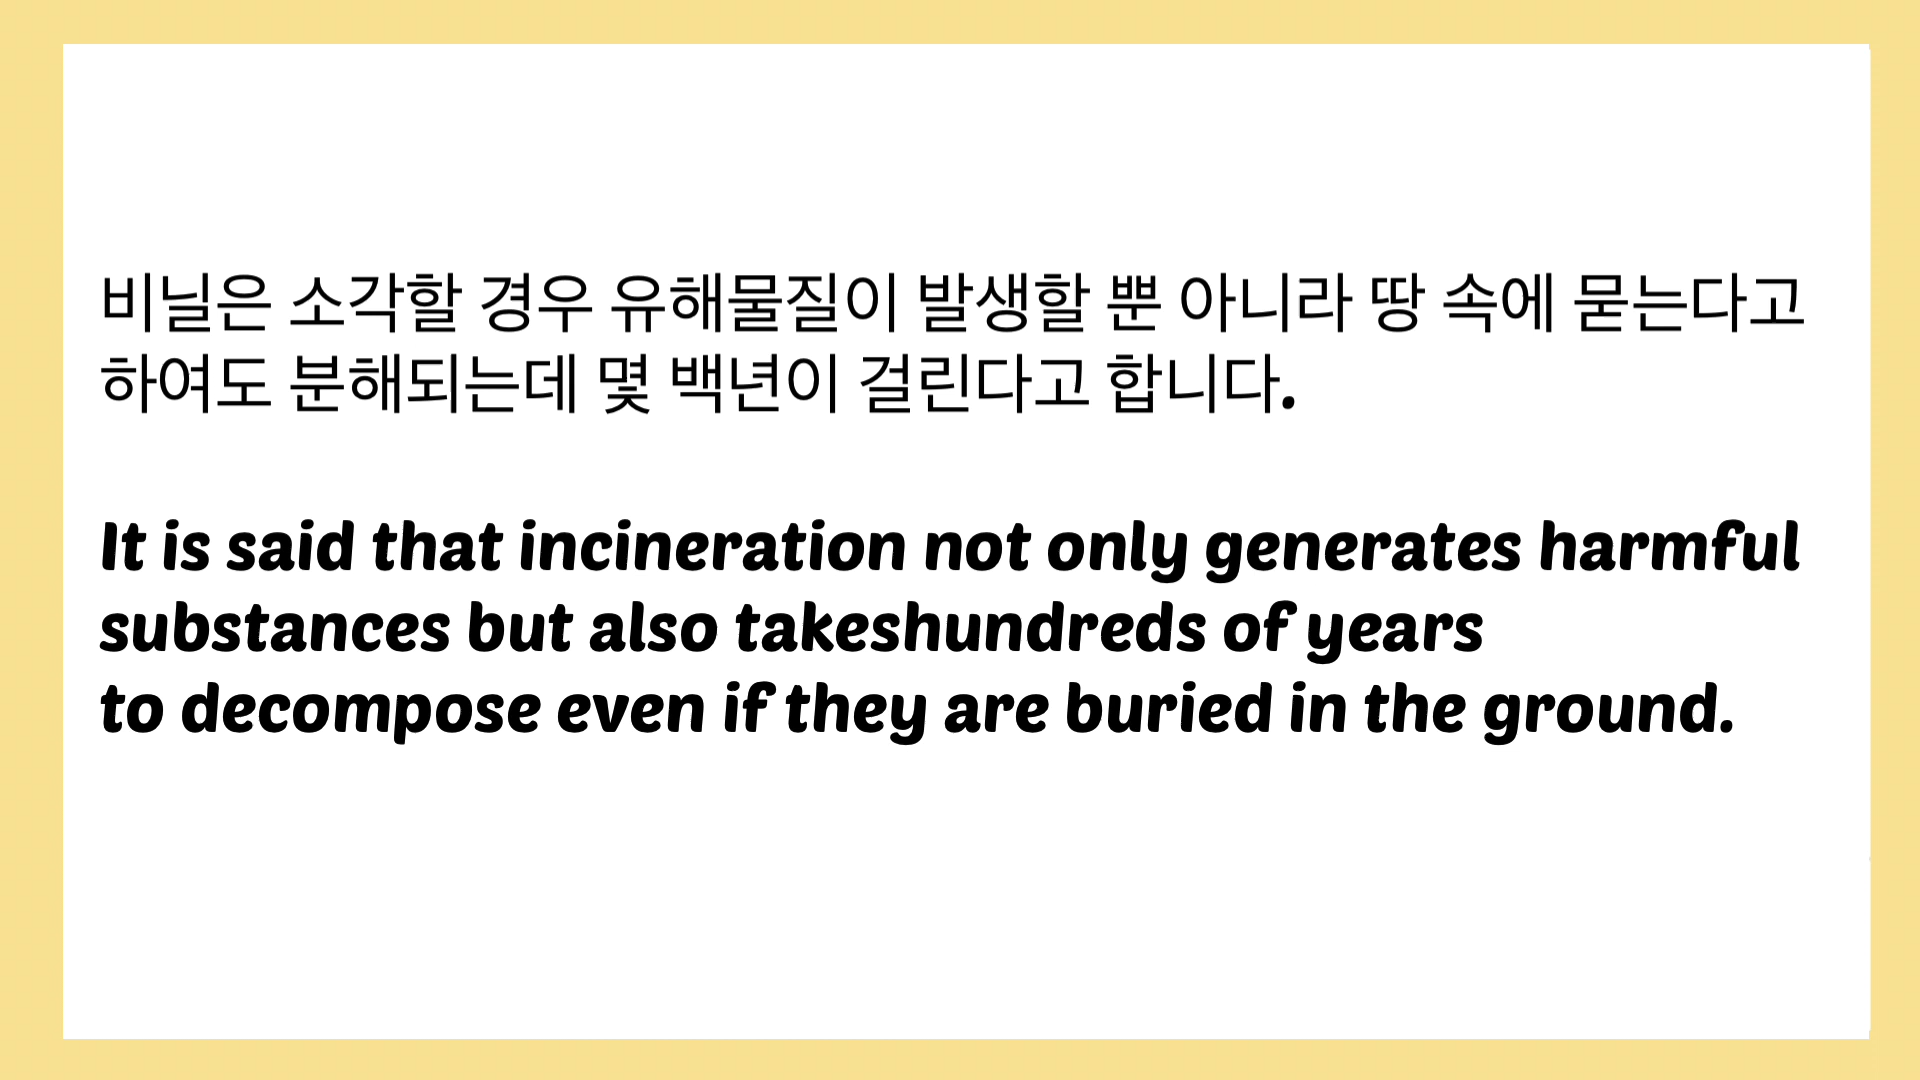 비닐은 소각할 경우 유해물질이 발생할 뿐 아니라 땅 속에 묻는다고
하여도 분해되는데 몇 백년이 걸린다고 합니다.
It is said that incineration not only generates harmful
substances but also takeshundreds of years
to decompose even if they are buried in the ground.